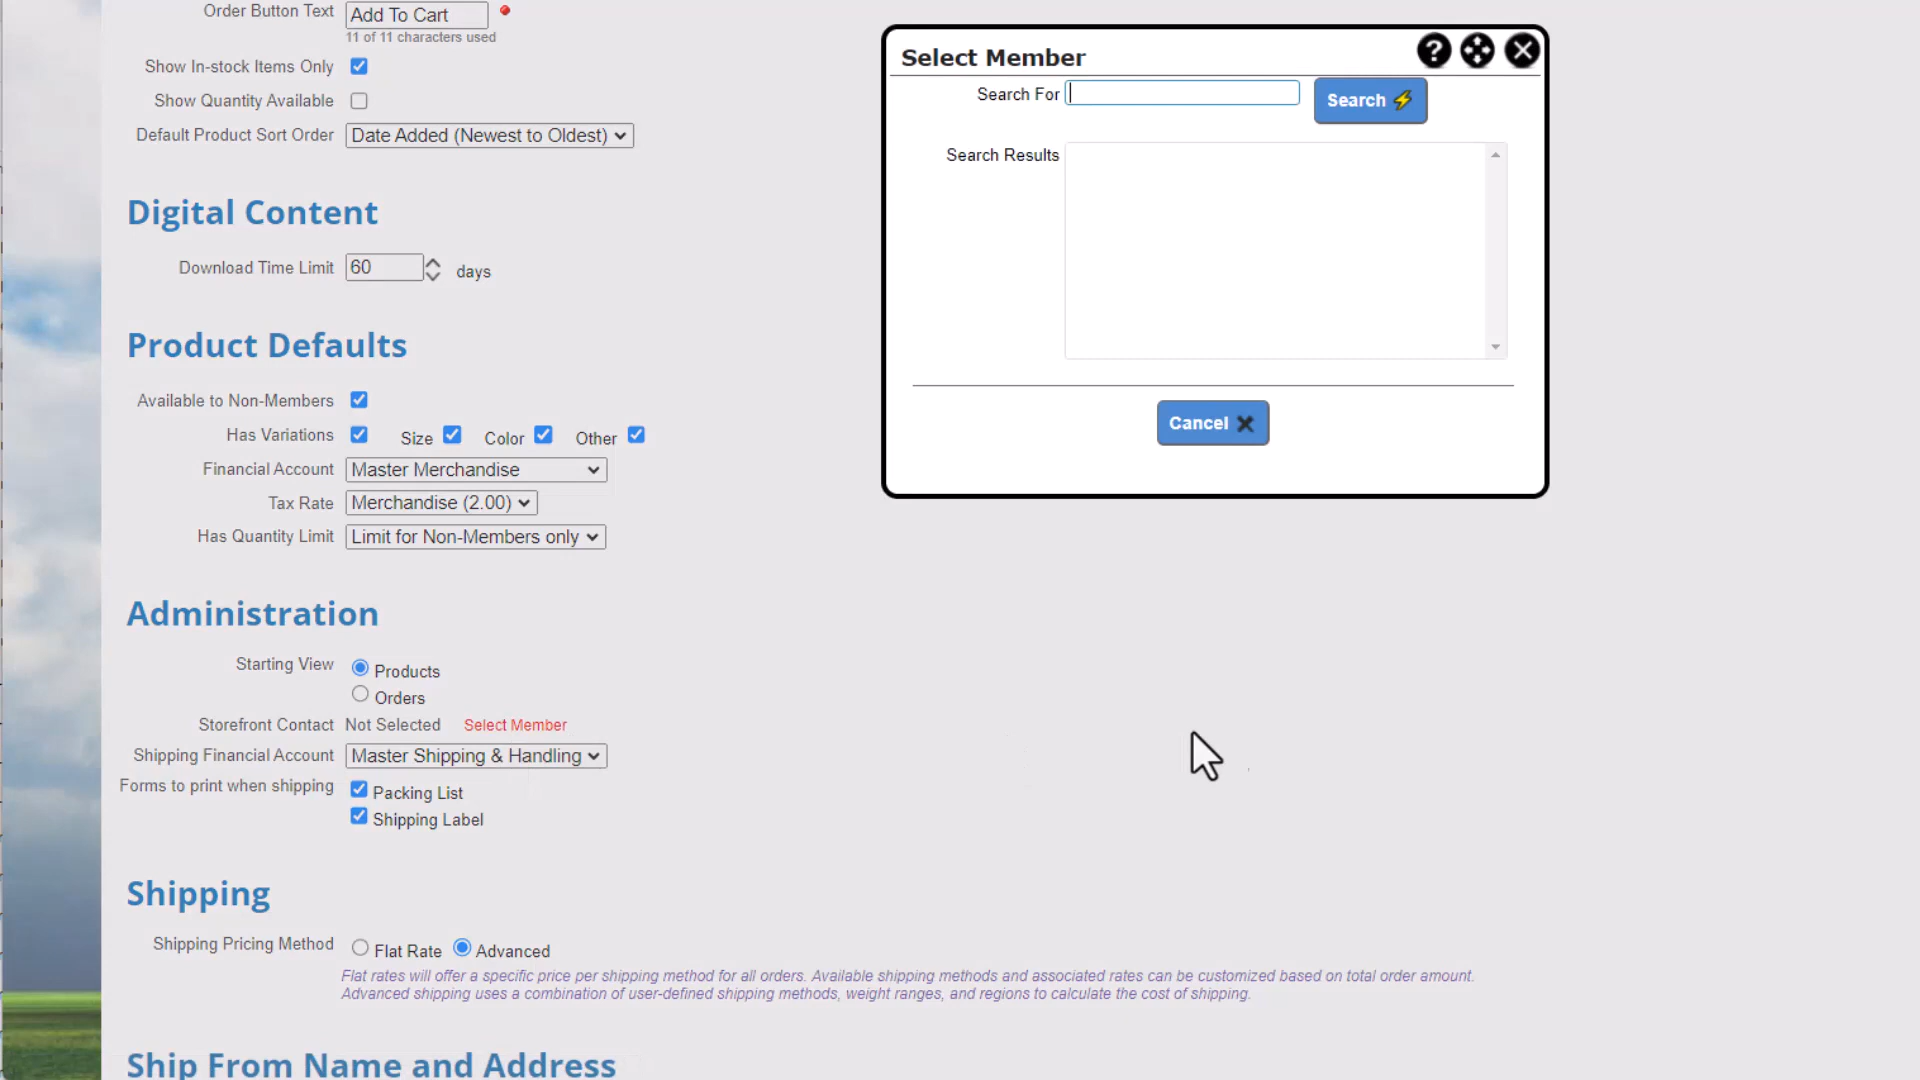 Order Button Text Add To Cart
11 of 11 characters used
Show In-stock Items Only
Show Quantity Available
Default Product Sort Order Date Added (Newest to Oldest)
Digital Content
Download Time Limit 60 days
Product Defaults
Available to Non-Members
Has Variations Size Color Other
Financial Account Master Merchandise
Tax Rate Merchandise (2.00)
Has Quantity Limit Limit for Non-Members only
Administration
Starting View Products
Orders
Storefront Contact Not Selected Select Member
Shipping Financial Account Master Shipping & Handling
Forms to print when shipping Packing List
Shipping Label
Shipping
Shipping Pricing Method Flat Rate Advanced
Flat rates will offer a specific price per shipping method for all orders. Available shipping methods and associated rates can be customized based on total order amount.
Advanced shipping uses a combination of user-defined shipping methods, weight ranges, and regions to calculate the cost of shipping.
Ship From Name and Address
Select Member
?
Search For Search
Search Results
Cancel